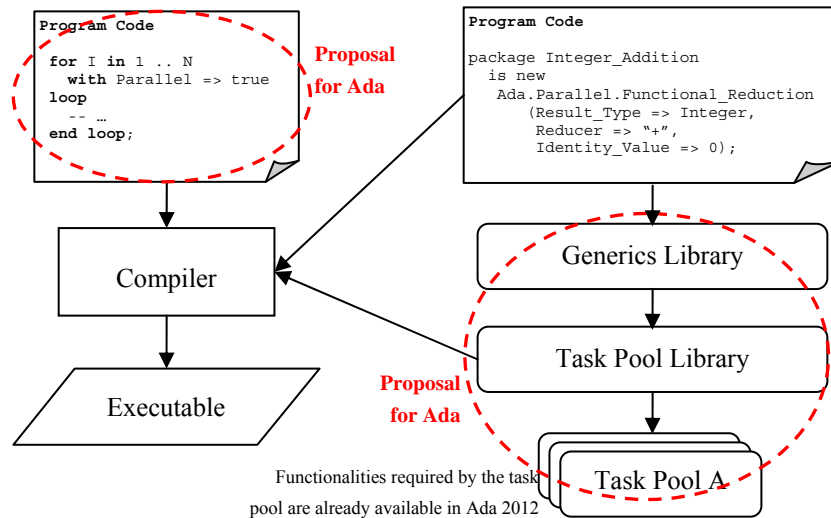 Program Code
for I in 1 .. N
with Parallel => true
loop
-- …
end loop;
Proposal
for Ada
Program Code
package Integer_Addition
is new
Ada.Parallel.Functional_Reduction
(Result_Type => Integer,
Reducer => “+”,
Identity_Value => 0);
Compiler
Executable
Generics Library
Task Pool Library
Proposal
for Ada
Task Pool A
Functionalities required by the task
pool are already available in Ada 2012